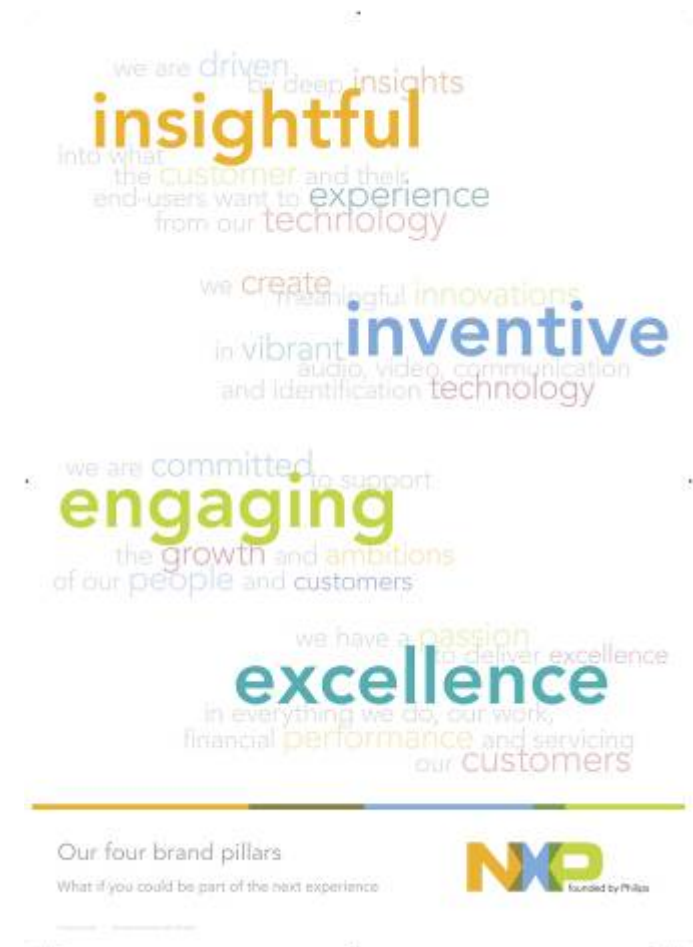 we are driven
by deep insights
insightful
into what
the customer and their
end-users want to experience
from our technology
we create
meaningful innovations
inventive
in vibrant
audio, video, communication
and identification technology
we are committed
to support
engaging
the growth and ambitions
of our people and customers
we have a passion
to deliver excellence
excellence
in everything we do, our work,
financial performance and servicing
our customers
Our four brand pillars
What if you could be part of the next experience
NXP
founded by Philips